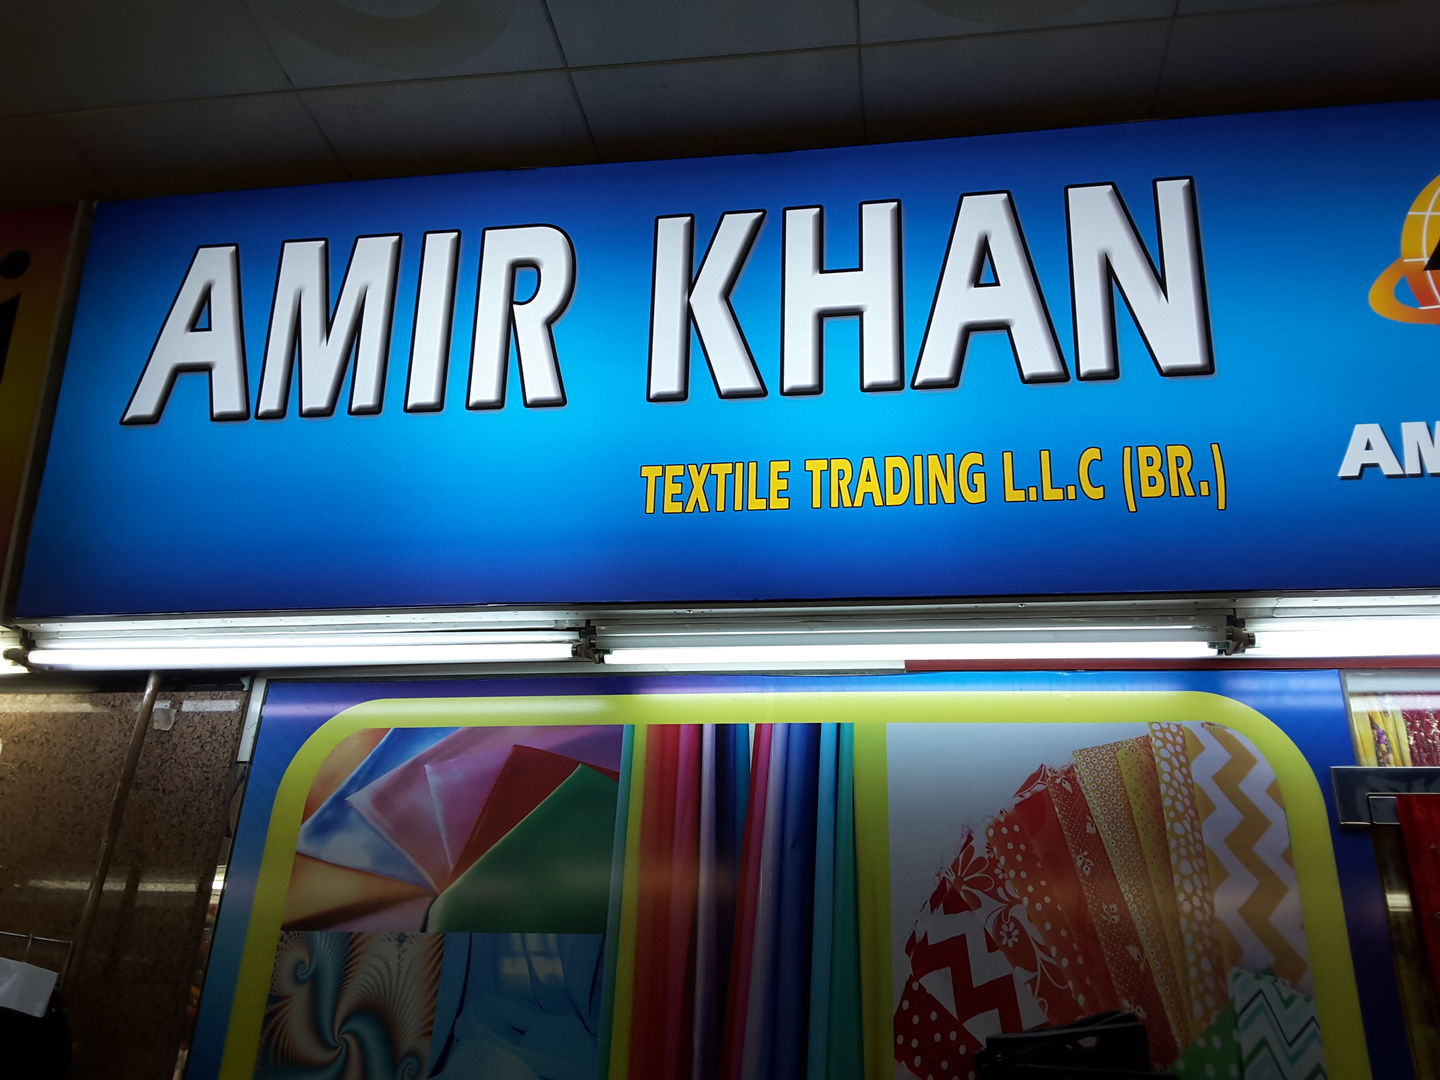 AMIR KHAN
TEXTILE TRADING L.L.C (BR.)